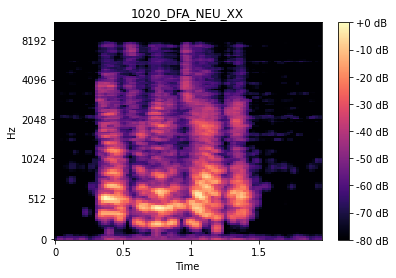 1020_DFA_NEU_XX
+0 dB
8192
-10 dB
4096
-20 dB
-30 dB
2048
-40 dB
Hz
1024
-50 dB
512
-60 dB
-70 dB
0
-80 dB
0 0.5 1 1.5
Time